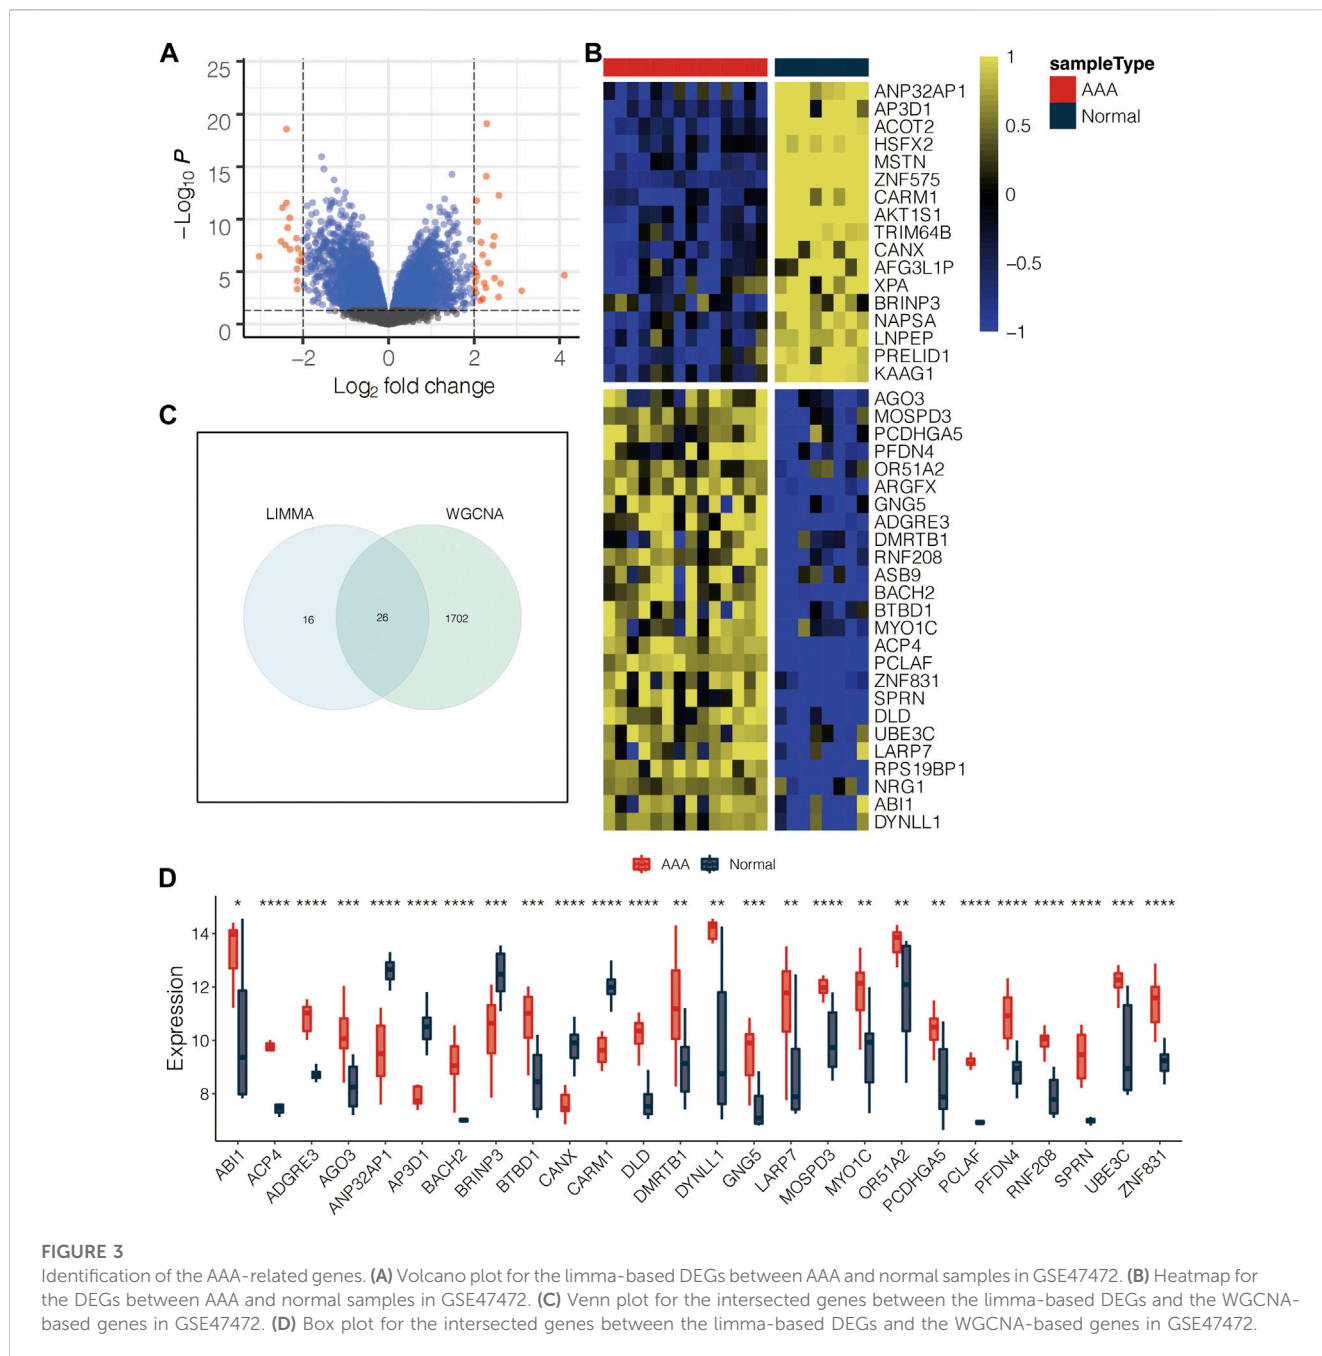 A
25
20
15
10
5
0
−Log10 P
−2
0
2
4
Log2 fold change
B
ANP32AP1
AP3D1
ACOT2
HSFX2
MSTN
ZNF575
CARM1
AKT1S1
TRIM64B
CANX
AFG3L1P
XPA
BRINP3
NAPSA
LNPEP
PRELID1
KAAG1
AGO3
MOSPD3
PCDHGA5
PFDN4
OR51A2
ARGFX
GNG5
ADGRE3
DMRTB1
RNF208
ASB9
BACH2
BTBD1
MYO1C
ACP4
PCLAF
ZNF831
SPRN
DLD
UBE3C
LARP7
RPS19BP1
NRG1
ABI1
DYNLL1
1
0.5
0
−0.5
−1
sampleType
AAA
Normal
C
LIMMA
WGCNA
16
26
1702
D
AAA
Normal
* **** **** *** **** **** **** *** *** **** **** **** ** ** *** ** **** ** ** ** **** **** **** **** *** ****
14
12
10
8
Expression
ABI1
ACP4
ADGRE3
AGO3
ANP32AP1
AP3D1
BACH2
BRINP3
BTBD1
CANX
CARM1
DLD
DMRTB1
DYNLL1
GNG5
LARP7
MOSPD3
MYO1C
OR51A2
PCDHGA5
PCLAF
PFDN4
RNF208
SPRN
UBE3C
ZNF831
FIGURE 3
Identification of the AAA-related genes. (A) Volcano plot for the limma-based DEGs between AAA and normal samples in GSE47472. (B) Heatmap for
the DEGs between AAA and normal samples in GSE47472. (C) Venn plot for the intersected genes between the limma-based DEGs and the WGCNA-
based genes in GSE47472. (D) Box plot for the intersected genes between the limma-based DEGs and the WGCNA-based genes in GSE47472.